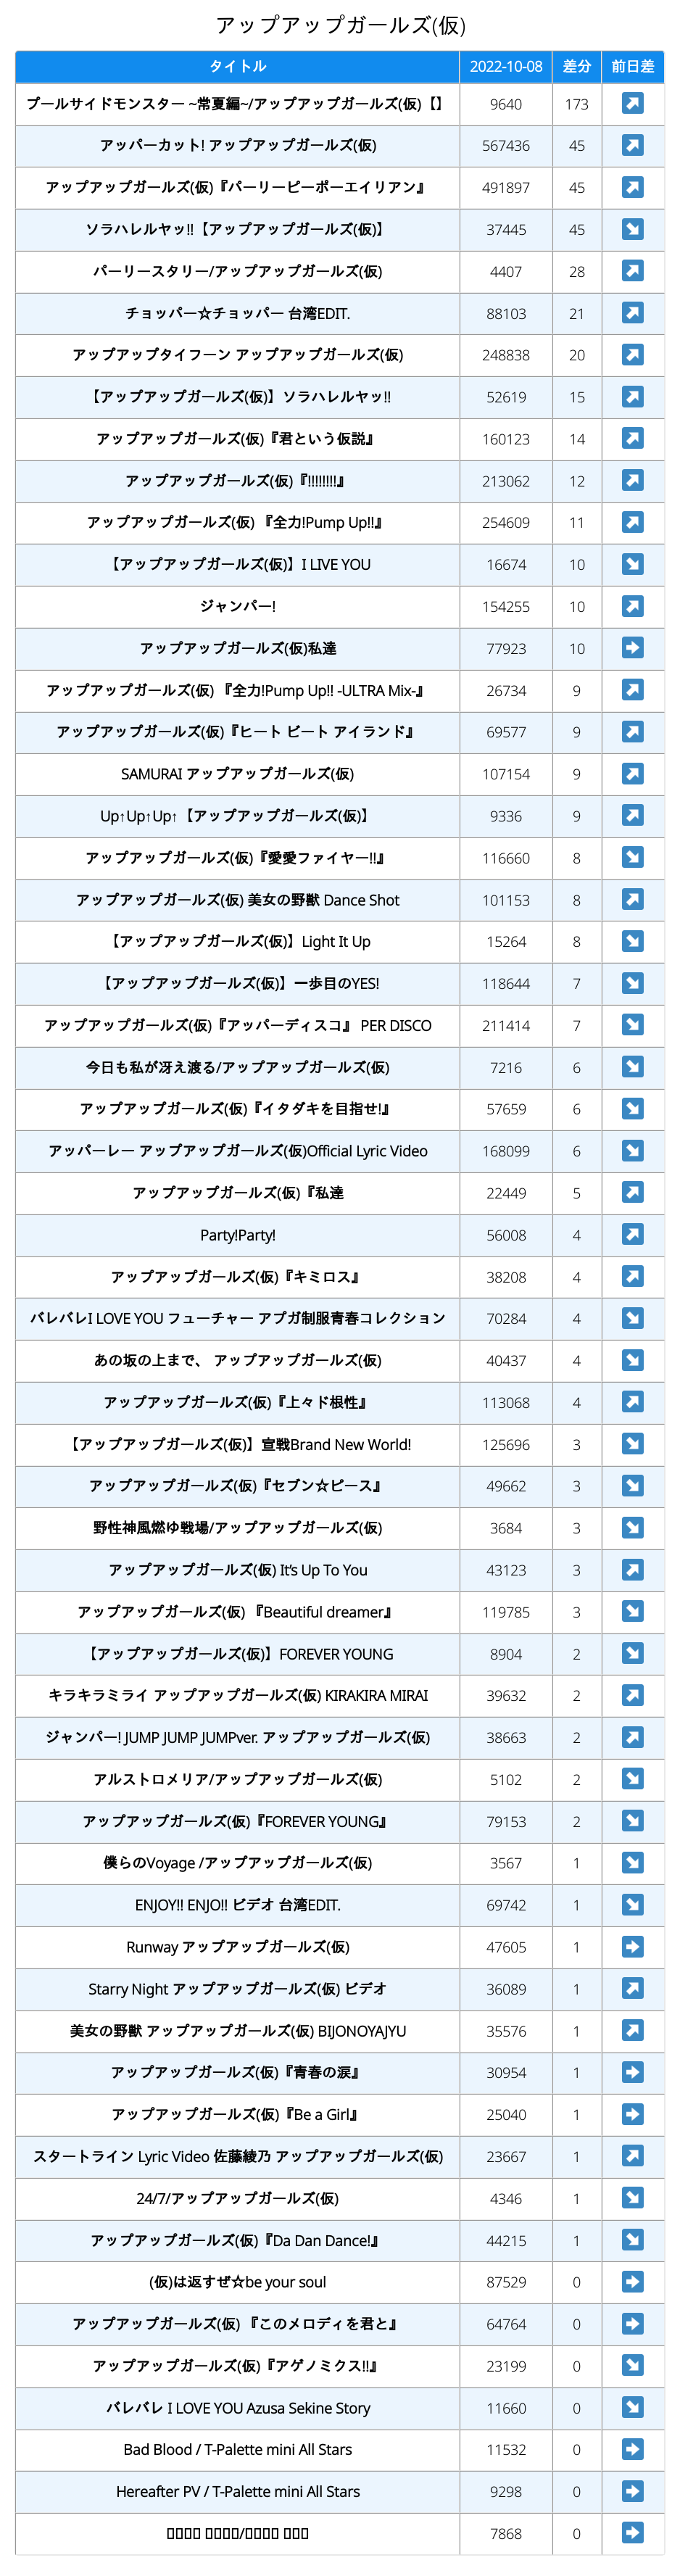 アップアップガールズ(仮)
タイトル 2022-10-08 差分 前日差
プールサイドモンスター ~常夏編~/アップアップガールズ(仮)【】 9640 173 ↗
アッパーカット! アップアップガールズ(仮) 567436 45 ↗
アップアップガールズ(仮)『パーリーピーポーエイリアン』 491897 45 ↗
ソラハレルヤッ!!【アップアップガールズ(仮)】 37445 45 ↘
パーリースタリー/アップアップガールズ(仮) 4407 28 ↗
チョッパー☆チョッパー 台湾EDIT. 88103 21 ↗
アップアップタイフーン アップアップガールズ(仮) 248838 20 ↗
【アップアップガールズ(仮)】ソラハレルヤッ!! 52619 15 ↗
アップアップガールズ(仮)『君という仮説』 160123 14 ↗
アップアップガールズ(仮)『!!!!!!!!』 213062 12 ↗
アップアップガールズ(仮) 『全力!Pump Up!!』 254609 11 ↗
【アップアップガールズ(仮)】I LIVE YOU 16674 10 ↘
ジャンパー! 154255 10 ↗
アップアップガールズ(仮)私達 77923 10 ➡
アップアップガールズ(仮) 『全力!Pump Up!! -ULTRA Mix-』 26734 9 ↗
アップアップガールズ(仮)『ヒート ビート アイランド』 69577 9 ↗
SAMURAI アップアップガールズ(仮) 107154 9 ↗
Up↑Up↑Up↑【アップアップガールズ(仮)】 9336 9 ↗
アップアップガールズ(仮)『愛愛ファイヤー!!』 116660 8 ↘
アップアップガールズ(仮) 美女の野獣 Dance Shot 101153 8 ↗
【アップアップガールズ(仮)】Light It Up 15264 8 ↘
【アップアップガールズ(仮)】一歩目のYES! 118644 7 ↘
アップアップガールズ(仮)『アッパーディスコ』 PER DISCO 211414 7 ↘
今日も私が冴え渡る/アップアップガールズ(仮) 7216 6 ↘
アップアップガールズ(仮)『イタダキを目指せ!』 57659 6 ↘
アッパーレー アップアップガールズ(仮)Official Lyric Video 168099 6 ↘
アップアップガールズ(仮)『私達 22449 5 ↗
Party!Party! 56008 4 ↗
アップアップガールズ(仮)『キミロス』 38208 4 ↗
バレバレI LOVE YOU フューチャー アプガ制服青春コレクション 70284 4 ↘
あの坂の上まで、 アップアップガールズ(仮) 40437 4 ↘
アップアップガールズ(仮)『上々ド根性』 113068 4 ↗
【アップアップガールズ(仮)】宣戦Brand New World! 125696 3 ↘
アップアップガールズ(仮)『セブン☆ピース』 49662 3 ↘
野性神風燃ゆ戦場/アップアップガールズ(仮) 3684 3 ↘
アップアップガールズ(仮) It's Up To You 43123 3 ↗
アップアップガールズ(仮) 『Beautiful dreamer』 119785 3 ↘
【アップアップガールズ(仮)】FOREVER YOUNG 8904 2 ↘
キラキラミライ アップアップガールズ(仮) KIRAKIRA MIRAI 39632 2 ↗
ジャンパー! JUMP JUMP JUMPver. アップアップガールズ(仮) 38663 2 ↗
アルストロメリア/アップアップガールズ(仮) 5102 2 ↘
アップアップガールズ(仮)『FOREVER YOUNG』 79153 2 ↘
僕らのVoyage /アップアップガールズ(仮) 3567 1 ↘
ENJOY!! ENJO!! ビデオ 台湾EDIT. 69742 1 ↘
Runway アップアップガールズ(仮) 47605 1 ➡
Starry Night アップアップガールズ(仮) ビデオ 36089 1 ↗
美女の野獣 アップアップガールズ(仮) BIJONOYAJYU 35576 1 ↗
アップアップガールズ(仮)『青春の涙』 30954 1 ➡
アップアップガールズ(仮)『Be a Girl』 25040 1 ➡
スタートライン Lyric Video 佐藤綾乃 アップアップガールズ(仮) 23667 1 ↗
24/7/アップアップガールズ(仮) 4346 1 ↘
アップアップガールズ(仮)『Da Dan Dance!』 44215 1 ↘
(仮)は返すぜ☆be your soul 87529 0 ➡
アップアップガールズ(仮) 『このメロディを君と』 64764 0 ➡
アップアップガールズ(仮)『アゲノミクス!!』 23199 0 ↘
バレバレ I LOVE YOU Azusa Sekine Story 11660 0 ↘
Bad Blood / T-Palette mini All Stars 11532 0 ➡
Hereafter PV / T-Palette mini All Stars 9298 0 ➡
7868 0 ➡